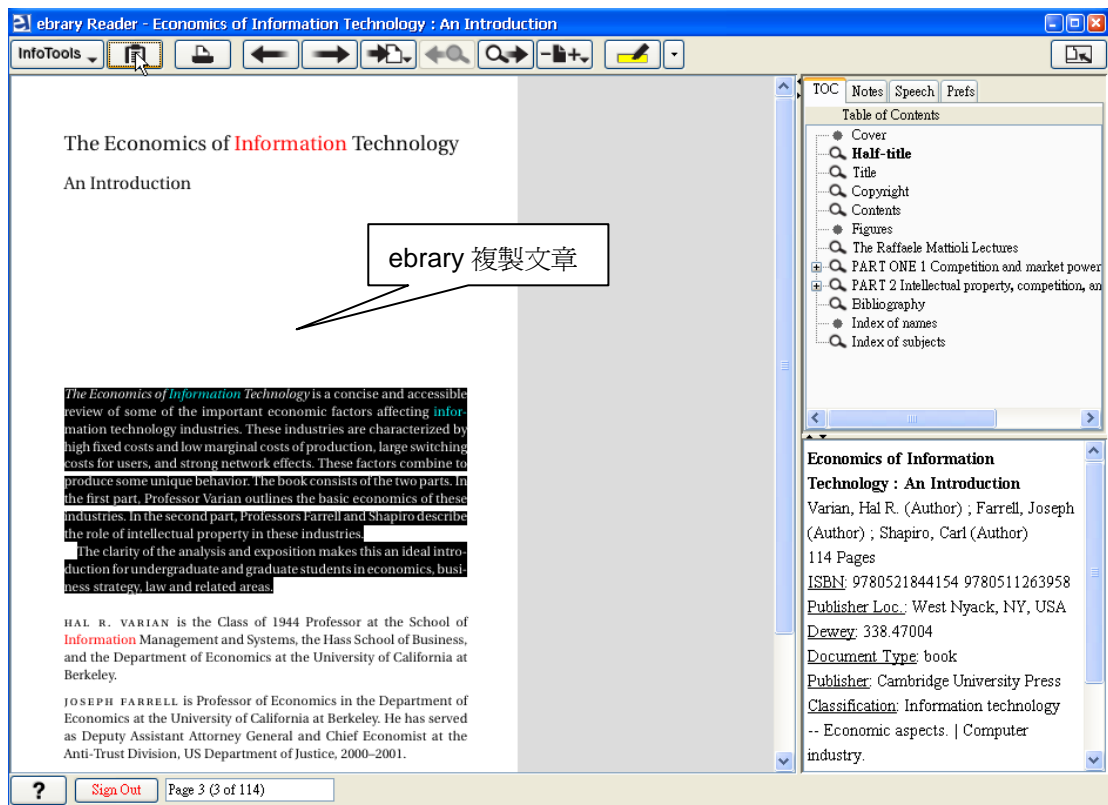 ebrary Reader - Economics of Information Technology : An Introduction
InfoTools
The Economics of Information Technology
An Introduction
ebrary 複製文章
The Economics of Information Technology is a concise and accessible
review of some of the important economic factors affecting infor-
mation technology industries. These industries are characterized by
high fixed costs and low marginal costs of production, large switching
costs for users, and strong network effects. These factors combine to
produce some unique behavior. The book consists of the two parts. In
the first part, Professor Varian outlines the basic economics of these
industries. In the second part, Professors Farrell and Shapiro describe
the role of intellectual property in these industries.
The clarity of the analysis and exposition makes this an ideal intro-
duction for undergraduate and graduate students in economics, busi-
ness strategy, law and related areas.
HAL R. VARIAN is the Class of 1944 Professor at the School of
Information Management and Systems, the Hass School of Business,
and the Department of Economics at the University of California at
Berkeley.
JOSEPH FARRELL is Professor of Economics in the Department of
Economics at the University of California at Berkeley. He has served
as Deputy Assistant Attorney General and Chief Economist at the
Anti-Trust Division, US Department of Justice, 2000–2001.
TOC Notes Speech Prefs
Table of Contents
Cover
Half-title
Title
Copyright
Contents
Figures
The Raffaele Mattioli Lectures
PART ONE 1 Competition and market power
PART 2 Intellectual property, competition, an
Bibliography
Index of names
Index of subjects
Economics of Information
Technology : An Introduction
Varian, Hal R. (Author) ; Farrell, Joseph
(Author) ; Shapiro, Carl (Author)
114 Pages
ISBN: 9780521844154 9780511263958
Publisher Loc.: West Nyack, NY, USA
Dewey: 338.47004
Document Type: book
Publisher: Cambridge University Press
Classification: Information technology
-- Economic aspects. | Computer
industry.
? Sign Out Page 3 (3 of 114)